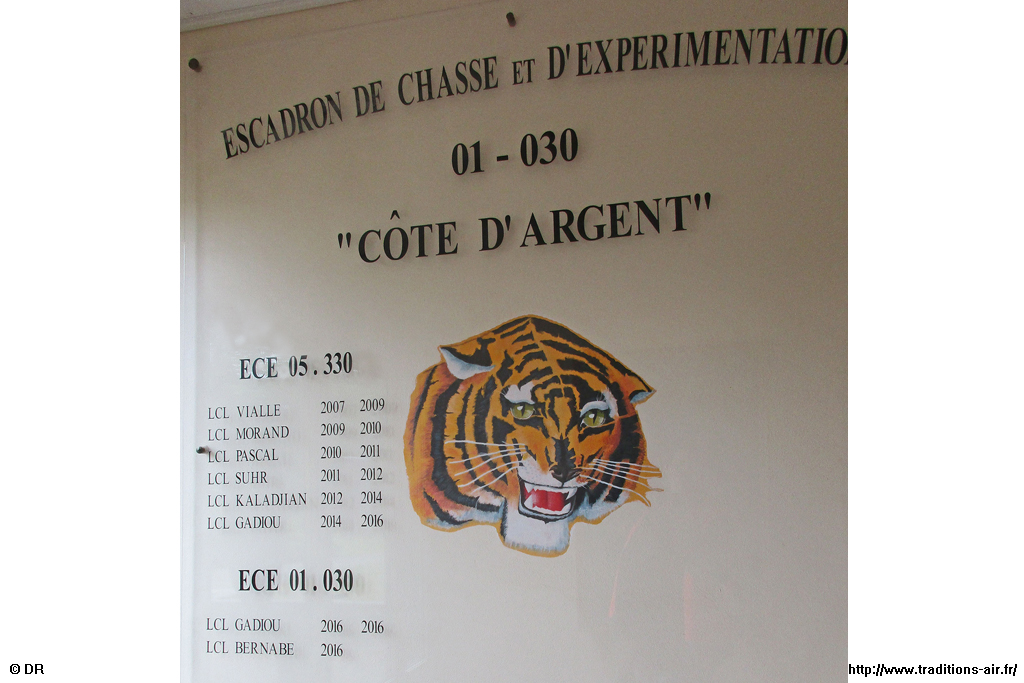 ESCADRON DE CHASSE ET D'EXPERIMENTATIO
01 - 030
"CÔTE D'ARGENT"
ECE 05.330
LCL VIALLE 2007 2009
LCL MORAND 2009 2010
LCL PASCAL 2010 2011
LCL SUHR 2011 2012
LCL KALADJIAN 2012 2014
LCL GADIOU 2014 2016
ECE 01.030
LCL GADIOU 2016 2016
LCL BERNABE 2016
© DR
http://www.traditions-air.fr/